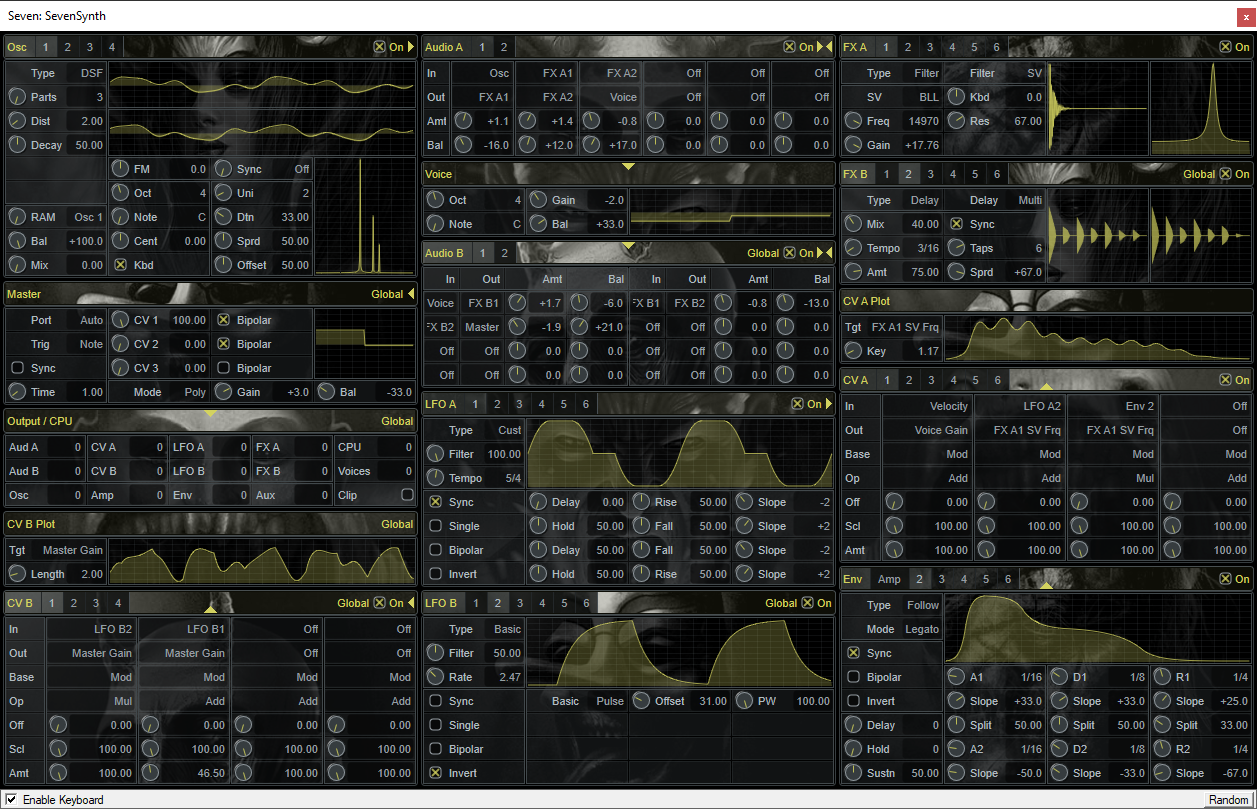 Seven: SevenSynth
x
Osc 1 2 3 4 On
Type DSF
Parts 3
Dist 2.00
Decay 50.00
FM 0.0 Sync Off
Oct 4 Uni 2
RAM Osc 1 Note C Dtn 33.00
Bal +100.0 Cent 0.00 Sprd 50.00
Mix 0.00 Kbd Offset 50.00
Master Global
Port Auto CV 1 100.00 Bipolar
Trig Note CV 2 0.00 Bipolar
Sync CV 3 0.00 Bipolar
Time 1.00 Mode Poly Gain +3.0 Bal -33.0
Output / CPU Global
Aud A 0 CV A 0 LFO A 0 FX A 0 CPU 0
Aud B 0 CV B 0 LFO B 0 FX B 0 Voices 0
Osc 0 Amp 0 Env 0 Aux 0 Clip
CV B Plot Global
Tgt Master Gain
Length 2.00
CV B 1 2 3 4 Global On
In LFO B2 LFO B1 Off Off
Out Master Gain Master Gain Off Off
Base Mod Mod Mod Mod
Op Mul Add Add Add
Off 0.00 0.00 0.00 0.00
Scl 100.00 100.00 100.00 100.00
Amt 100.00 46.50 100.00 100.00
Audio A 1 2 On
In Osc FX A1 FX A2 Off Off Off
Out FX A1 FX A2 Voice Off Off Off
Amt +1.1 +1.4 -0.8 0.0 0.0 0.0
Bal -16.0 +12.0 +17.0 0.0 0.0 0.0
Voice
Oct 4 Gain -2.0
Note C Bal +33.0
Audio B 1 2 Global On
In Out Amt Bal In Out Amt Bal
Voice FX B1 +1.7 -6.0 FX B1 FX B2 -0.8 -13.0
FX B2 Master -1.9 +21.0 Off Off 0.0 0.0
Off Off 0.0 0.0 Off Off 0.0 0.0
Off Off 0.0 0.0 Off Off 0.0 0.0
LFO A 1 2 3 4 5 6 On
Type Cust
Filter 100.00
Tempo 5/4
Sync Delay 0.00 Rise 50.00 Slope -2
Single Hold 50.00 Fall 50.00 Slope +2
Bipolar Delay 50.00 Fall 50.00 Slope -2
Invert Hold 50.00 Rise 50.00 Slope +2
LFO B 1 2 3 4 5 6 Global On
Type Basic
Filter 50.00
Rate 2.47
Sync Basic Pulse Offset 31.00 PW 100.00
Single
Bipolar
Invert
FX A 1 2 3 4 5 6 On
Type Filter Filter SV
SV BLL Kbd 0.0
Freq 14970 Res 67.00
Gain +17.76
FX B 1 2 3 4 5 6 Global On
Type Delay Delay Multi
Mix 40.00 Sync
Tempo 3/16 Taps 6
Amt 75.00 Sprd +67.0
CV A Plot
Tgt FX A1 SV Frq
Key 1.17
CV A 1 2 3 4 5 6 On
In Velocity LFO A2 Env 2 Off
Out Voice Gain FX A1 SV Frq FX A1 SV Frq Off
Base Mod Mod Mod Mod
Op Add Add Mul Add
Off 0.00 0.00 0.00 0.00
Scl 100.00 100.00 100.00 100.00
Amt 100.00 100.00 100.00 100.00
Env Amp 2 3 4 5 6 On
Type Follow
Mode Legato
Sync
Bipolar A1 1/16 D1 1/8 R1 1/4
Invert Slope +33.0 Slope +33.0 Slope +25.0
Delay 0 Split 50.00 Split 50.00 Split 33.00
Hold 0 A2 1/16 D2 1/8 R2 1/4
Sustn 50.00 Slope -50.0 Slope -33.0 Slope -67.0
Enable Keyboard Random